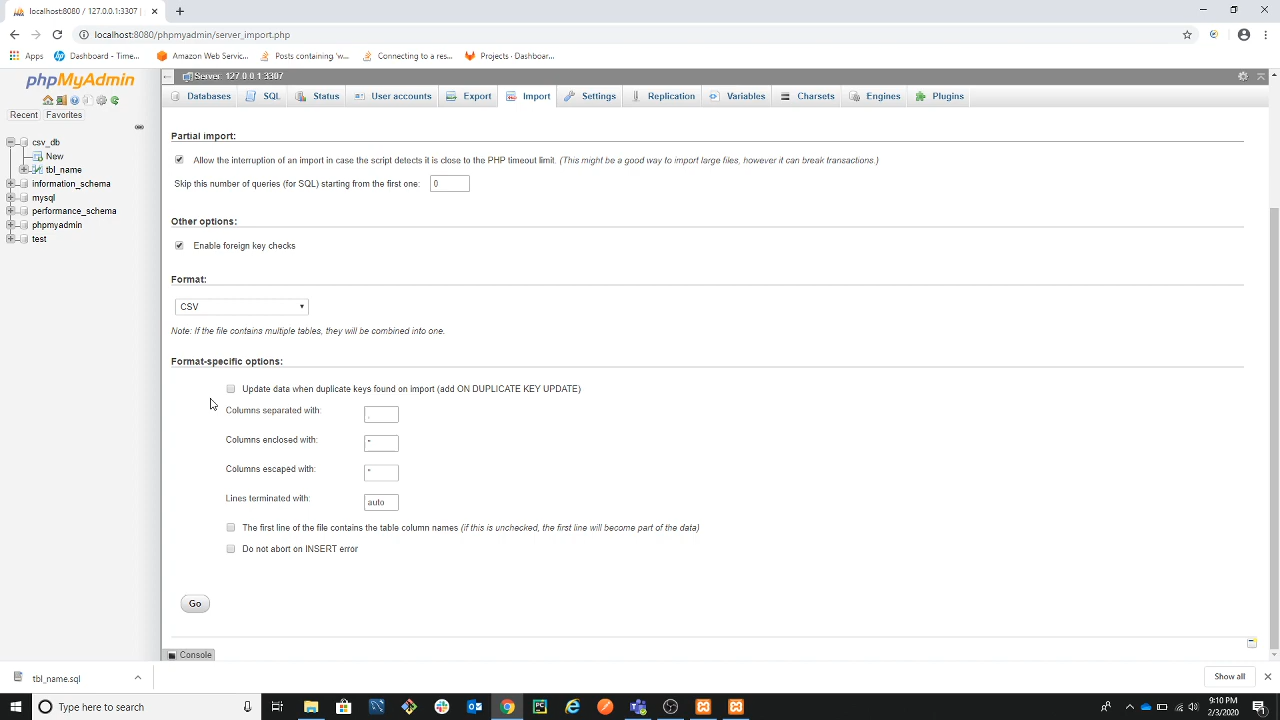 localhost:8080 / 127.0.0.1:3307 |
localhost:8080/phpmyadmin/server_import.php
Apps
Dashboard - Time...
Amazon Web Servic...
Posts containing 'w...
Connecting to a res...
Projects - Dashboar...
phpMyAdmin
Recent
Favorites
csv_db
New
tbl_name
information_schema
mysql
performance_schema
phpmyadmin
test
Server: 127.0.0.1:3307
Databases
SQL
Status
User accounts
Export
Import
Settings
Replication
Variables
Charsets
Engines
Plugins
Partial import:
Allow the interruption of an import in case the script detects it is close to the PHP timeout limit. (This might be a good way to import large files, however it can break transactions.)
Skip this number of queries (for SQL) starting from the first one: 0
Other options:
Enable foreign key checks
Format:
CSV
Note: If the file contains multiple tables, they will be combined into one.
Format-specific options:
Update data when duplicate keys found on import (add ON DUPLICATE KEY UPDATE)
Columns separated with: ,
Columns enclosed with: "
Columns escaped with: "
Lines terminated with: auto
The first line of the file contains the table column names (if this is unchecked, the first line will become part of the data)
Do not abort on INSERT error
Go
Console
tbl_name.sql
Show all
Type here to search
9:10 PM
2/3/2020
1